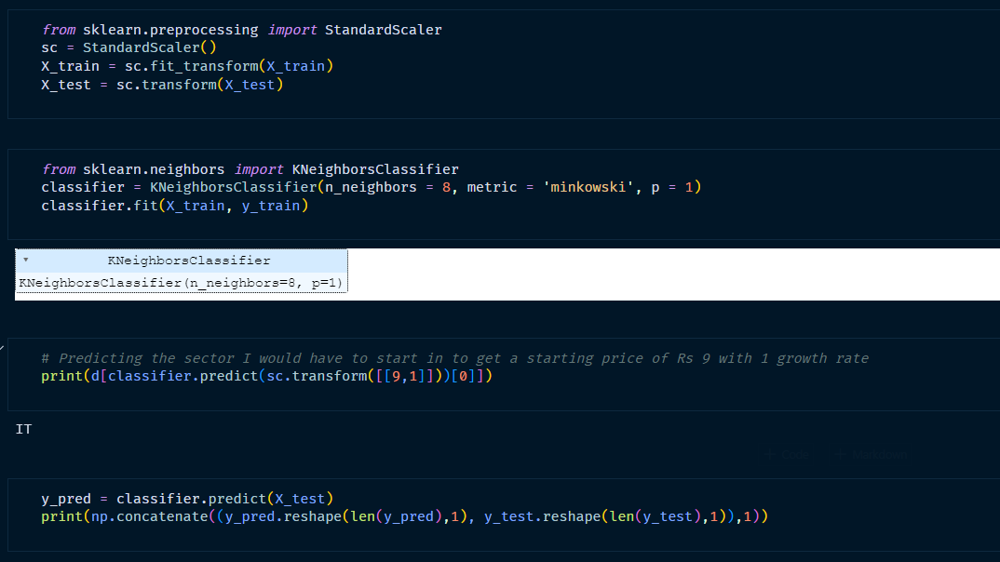 from sklearn.preprocessing import StandardScaler
sc = StandardScaler()
X_train = sc.fit_transform(X_train)
X_test = sc.transform(X_test)
from sklearn.neighbors import KNeighborsClassifier
classifier = KNeighborsClassifier(n_neighbors = 8, metric = 'minkowski', p = 1)
classifier.fit(X_train, y_train)
▾ KNeighborsClassifier
KNeighborsClassifier(n_neighbors=8, p=1)
# Predicting the sector I would have to start in to get a starting price of Rs 9 with 1 growth rate
print(d[classifier.predict(sc.transform([[9,1]]))[0]])
IT
+ Code + Markdown
y_pred = classifier.predict(X_test)
print(np.concatenate((y_pred.reshape(len(y_pred),1), y_test.reshape(len(y_test),1)),1))